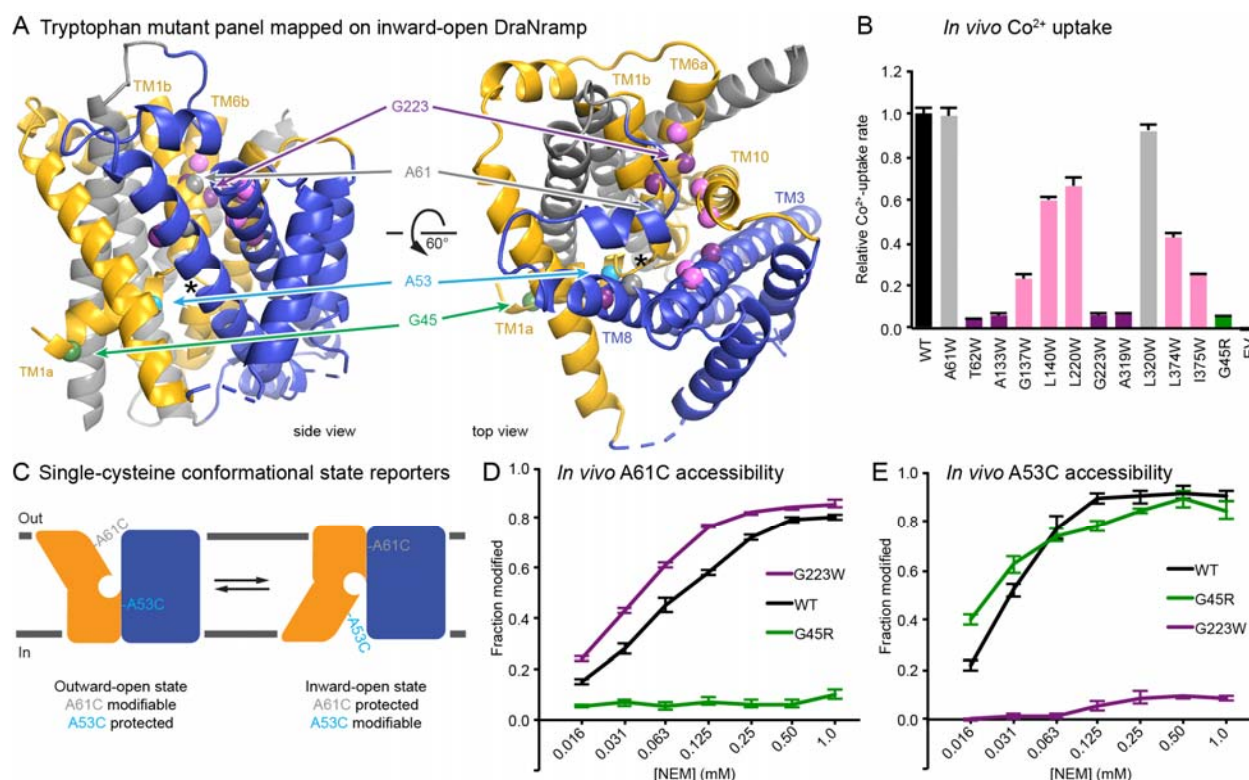 A Tryptophan mutant panel mapped on inward-open DraNramp
TM1b
TM6b
TM1a
side view
G223
A61
60°
A53
G45
*
TM1b
TM6a
TM10
TM3
*
TM1a
TM8
top view
B In vivo Co²⁺ uptake
Relative Co²⁺-uptake rate
1.2
1.0
0.8
0.6
0.4
0.2
0.0
WT
A61W
T62W
A133W
G137W
L140W
L220W
G223W
A319W
L320W
L374W
I375W
G45R
C Single-cysteine conformational state reporters
Out
In
-A61C
-A53C
-A61C
-A53C
Outward-open state
A61C modifiable
A53C protected
Inward-open state
A61C protected
A53C modifiable
D In vivo A61C accessibility
Fraction modified
1.0
0.8
0.6
0.4
0.2
0.0
G223W
WT
G45R
0.016
0.031
0.063
0.125
0.25
0.50
1.0
[NEM] (mM)
E In vivo A53C accessibility
Fraction modified
1.0
0.8
0.6
0.4
0.2
0.0
WT
G45R
G223W
0.016
0.031
0.063
0.125
0.25
0.50
1.0
[NEM] (mM)